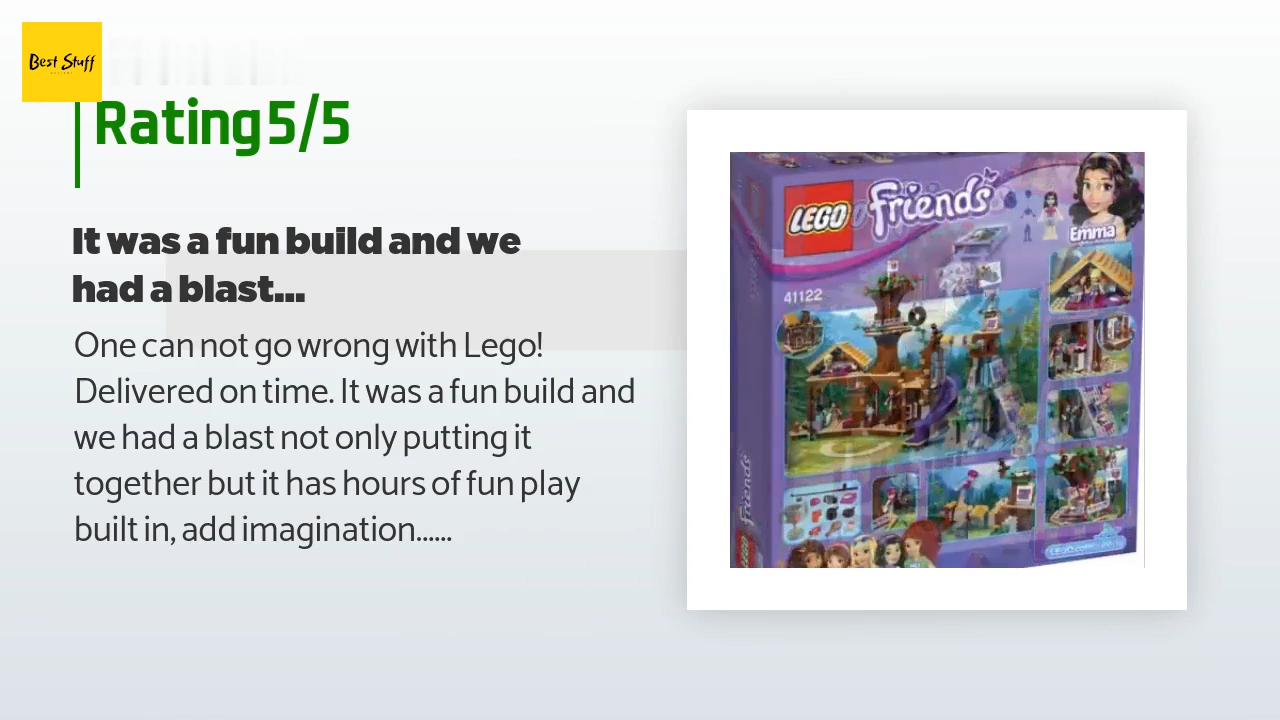 Best Stuff
Rating 5/5
It was a fun build and we
had a blast...
One can not go wrong with Lego!
Delivered on time. It was a fun build and
we had a blast not only putting it
together but it has hours of fun play
built in, add imagination......
LEGO friends
Emma
41122
friends
LEGO